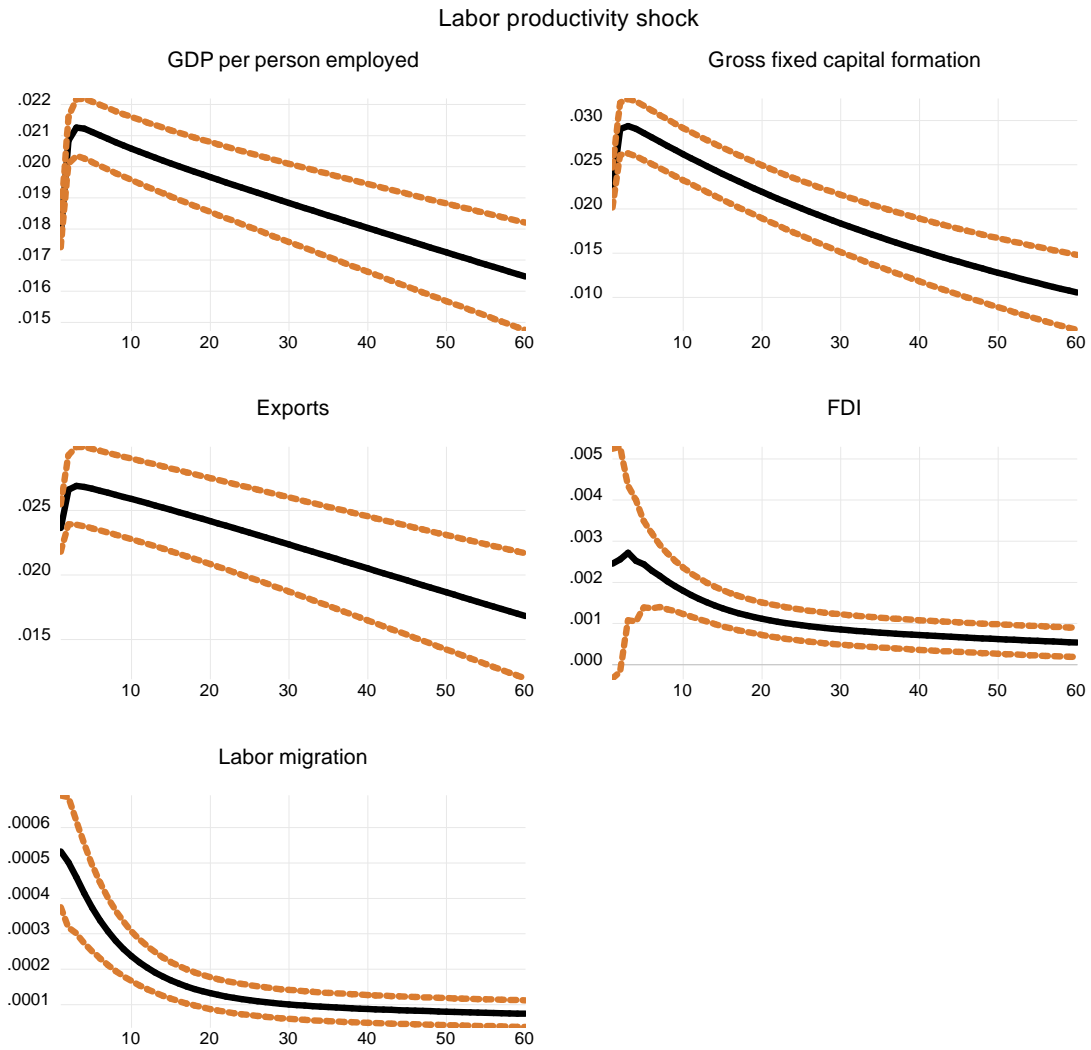 Labor productivity shock
GDP per person employed
.022
.021
.020
.019
.018
.017
.016
.015
10 20 30 40 50 60
Gross fixed capital formation
.030
.025
.020
.015
.010
10 20 30 40 50 60
Exports
.025
.020
.015
10 20 30 40 50 60
FDI
.005
.004
.003
.002
.001
.000
10 20 30 40 50 60
Labor migration
.0006
.0005
.0004
.0003
.0002
.0001
10 20 30 40 50 60